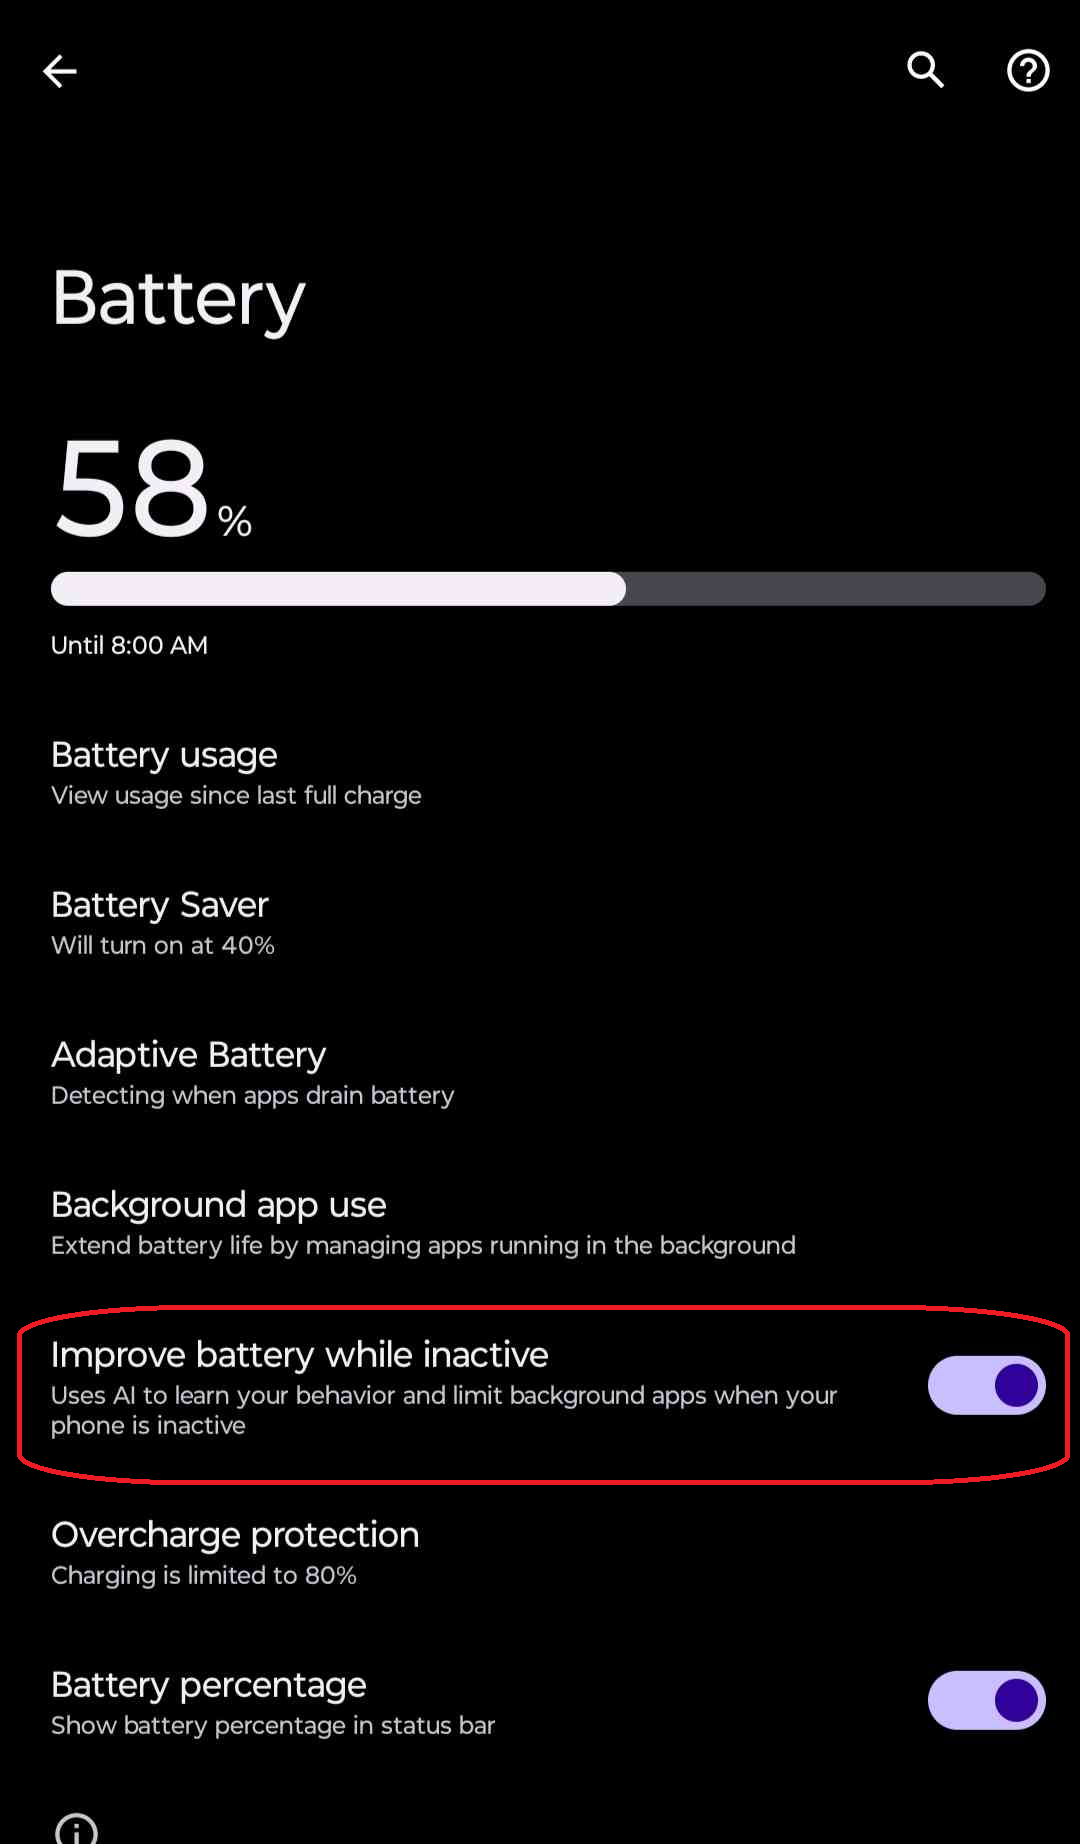 Battery
58 %
Until 8:00 AM
Battery usage
View usage since last full charge
Battery Saver
Will turn on at 40%
Adaptive Battery
Detecting when apps drain battery
Background app use
Extend battery life by managing apps running in the background
Improve battery while inactive
Uses AI to learn your behavior and limit background apps when your
phone is inactive
Overcharge protection
Charging is limited to 80%
Battery percentage
Show battery percentage in status bar